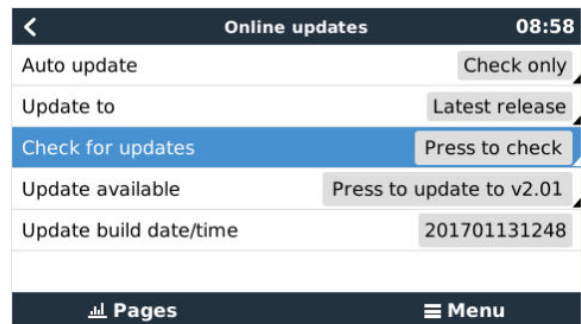 Online updates 08:58
Auto update Check only
Update to Latest release
Check for updates Press to check
Update available Press to update to v2.01
Update build date/time 201701131248
Pages Menu